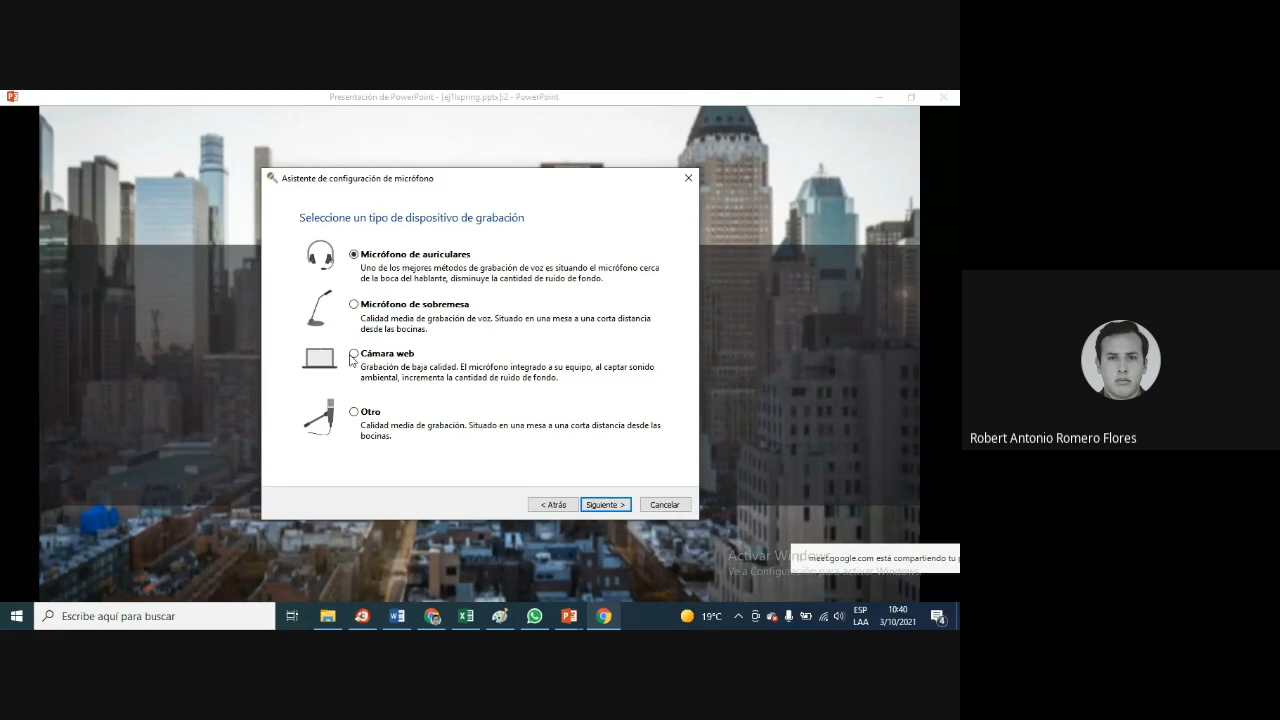 Presentación de PowerPoint - [ej1Ispring.pptx]:2 - PowerPoint
Asistente de configuración de micrófono
Seleccione un tipo de dispositivo de grabación
Micrófono de auriculares
Uno de los mejores métodos de grabación de voz es situando el micrófono cerca
de la boca del hablante, disminuye la cantidad de ruido de fondo.
Micrófono de sobremesa
Calidad media de grabación de voz. Situado en una mesa a una corta distancia
desde las bocinas.
Cámara web
Grabación de baja calidad. El micrófono integrado a su equipo, al captar sonido
ambiental, incrementa la cantidad de ruido de fondo.
Otro
Calidad media de grabación. Situado en una mesa a una corta distancia desde las
bocinas.
< Atrás
Siguiente >
Cancelar
Robert Antonio Romero Flores
Activar Windows
meet.google.com está compartiendo tu p
Ve a Configuración para activar Windows.
Escribe aquí para buscar
19°C
ESP
LAA
10:40
3/10/2021
4